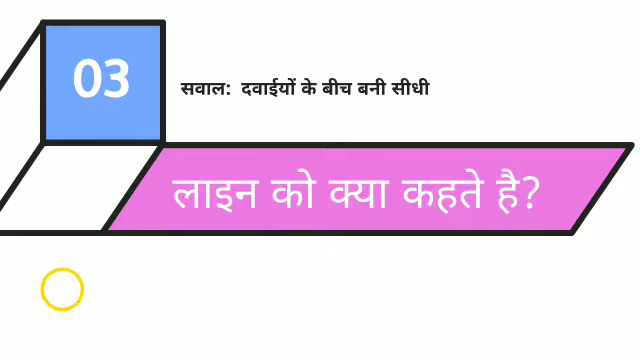 03
सवाल: दवाईयों के बीच बनी सीधी
लाइन को क्या कहते है?